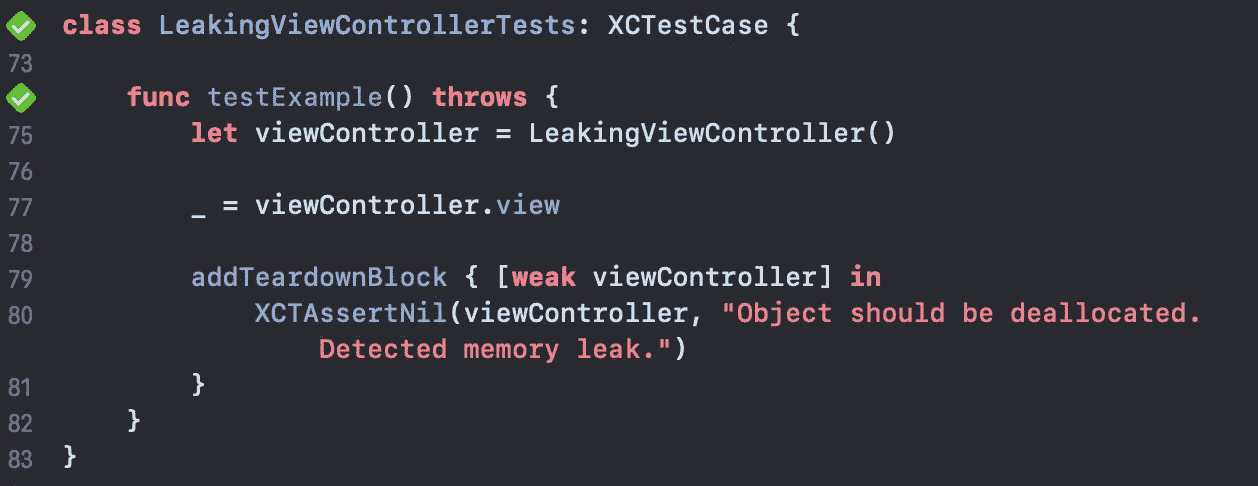 class LeakingViewControllerTests: XCTestCase {
73
func testExample() throws {
75 let viewController = LeakingViewController()
76
77 _ = viewController.view
78
79 addTeardownBlock { [weak viewController] in
80 XCTAssertNil(viewController, "Object should be deallocated.
Detected memory leak.")
81 }
82 }
83 }